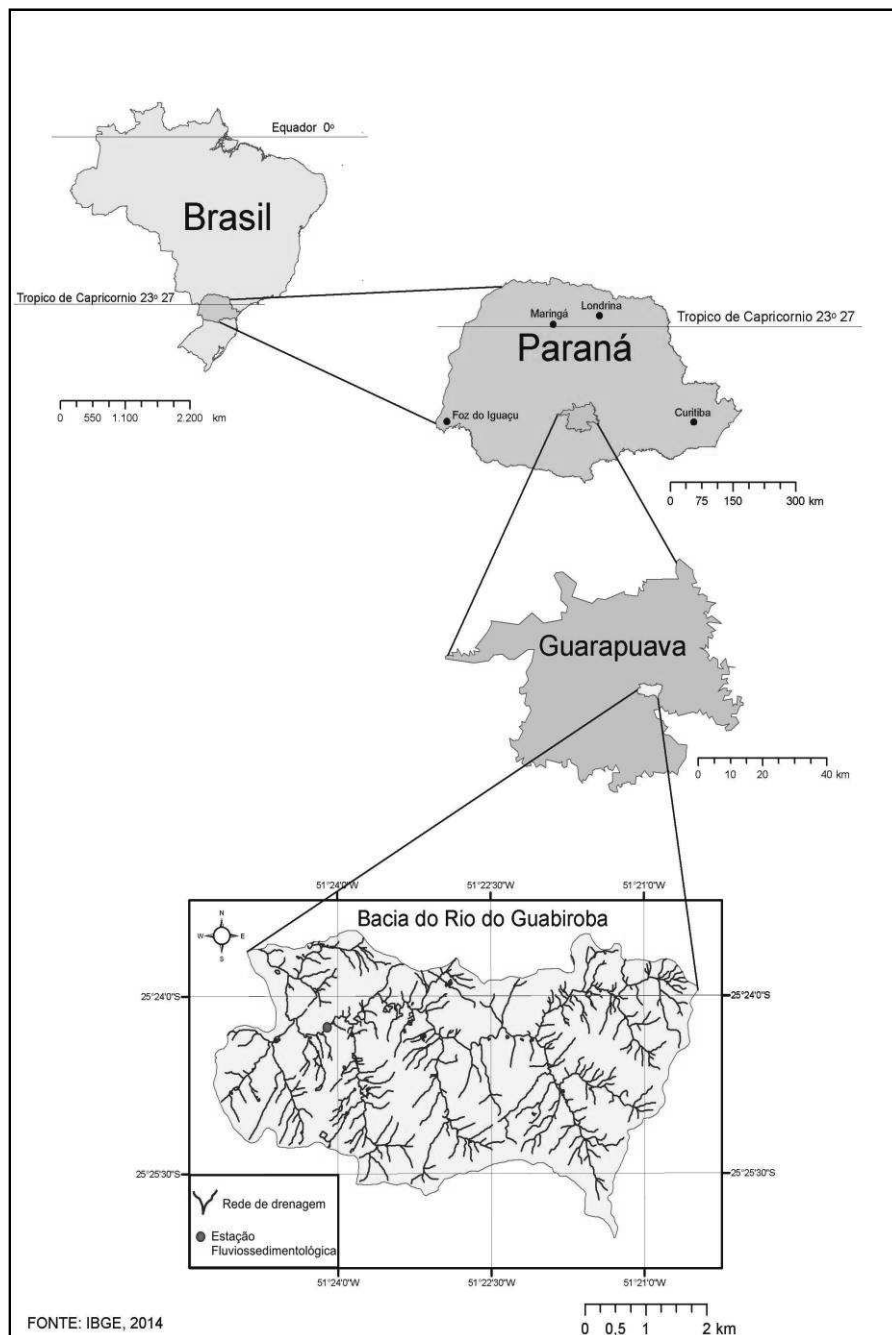 Equador 0º
Brasil
Tropico de Capricornio 23º 27
0 550 1.100 2.200 km
Maringá
Londrina
Tropico de Capricornio 23º 27
Paraná
Foz do Iguaçu
Curitiba
0 75 150 300 km
Guarapuava
0 10 20 40 km
51°24'0"W 51°22'30"W 51°21'0"W
Bacia do Rio do Guabiroba
N
W E
S
25°24'0"S 25°24'0"S
25°25'30"S 25°25'30"S
Rede de drenagem
Estação
Fluviossedimentológica
51°24'0"W 51°22'30"W 51°21'0"W
FONTE: IBGE, 2014
0 0,5 1 2 km